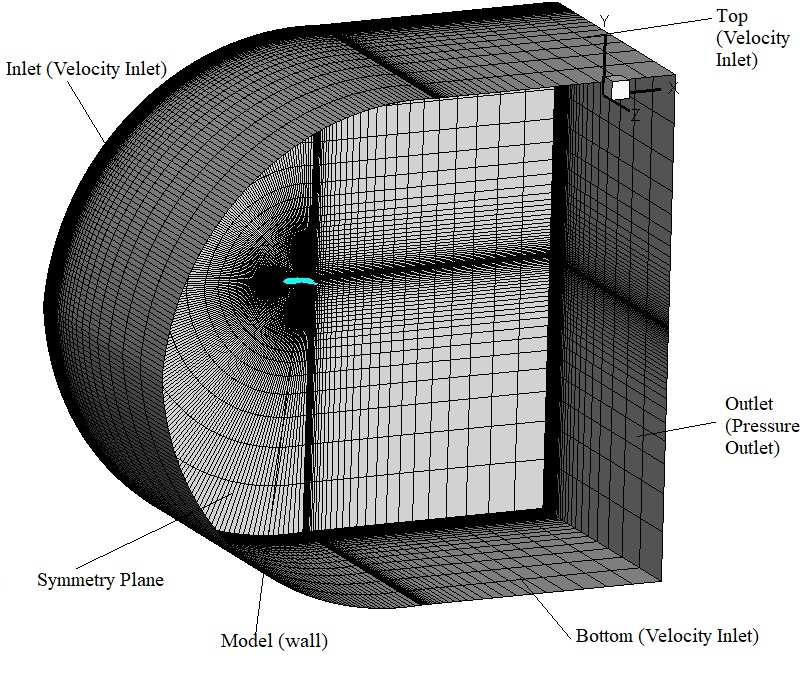 Y
Top
(Velocity
Inlet)
Inlet (Velocity Inlet)
X
Z
Outlet
(Pressure
Outlet)
Symmetry Plane
Model (wall)
Bottom (Velocity Inlet)